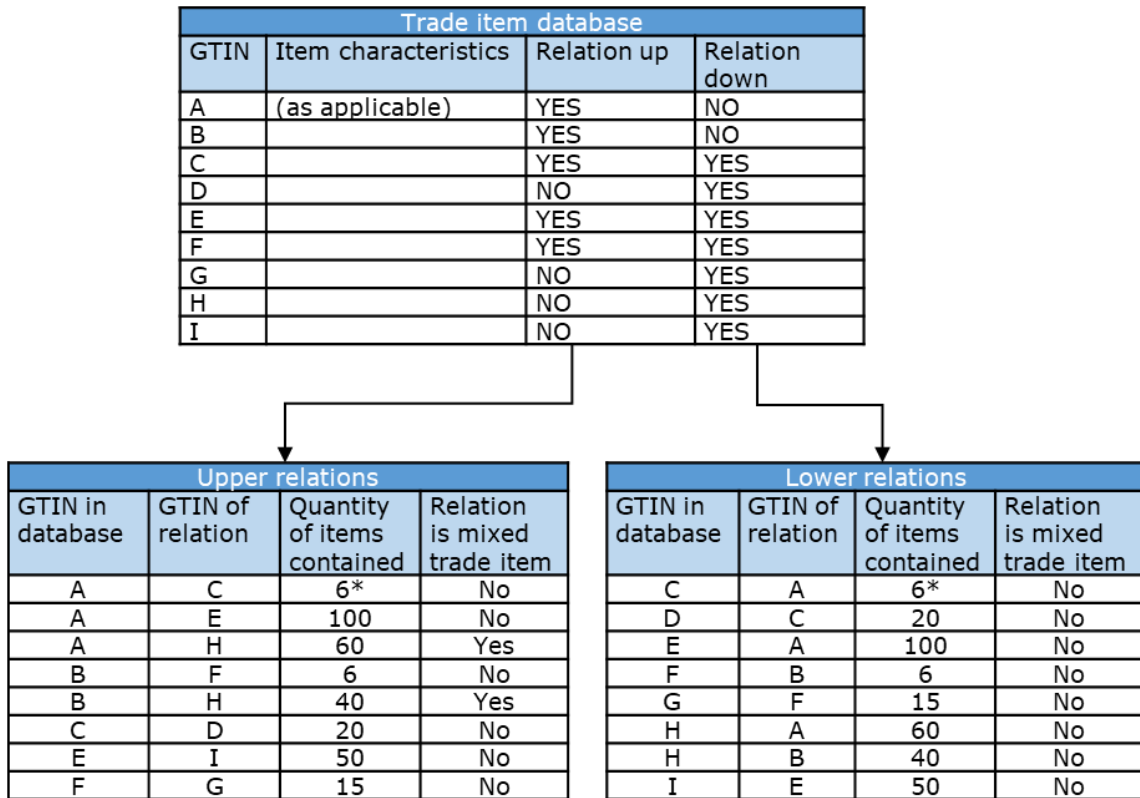 Trade item database
GTIN Item characteristics Relation up Relation
down
A (as applicable) YES NO
B YES NO
C YES YES
D NO YES
E YES YES
F YES YES
G NO YES
H NO YES
I NO YES
Upper relations
GTIN in GTIN of Quantity Relation
database relation of items is mixed
contained trade item
A C 6* No
A E 100 No
A H 60 Yes
B F 6 No
B H 40 Yes
C D 20 No
E I 50 No
F G 15 No
Lower relations
GTIN in GTIN of Quantity Relation
database relation of items is mixed
contained trade item
C A 6* No
D C 20 No
E A 100 No
F B 6 No
G F 15 No
H A 60 No
H B 40 No
I E 50 No